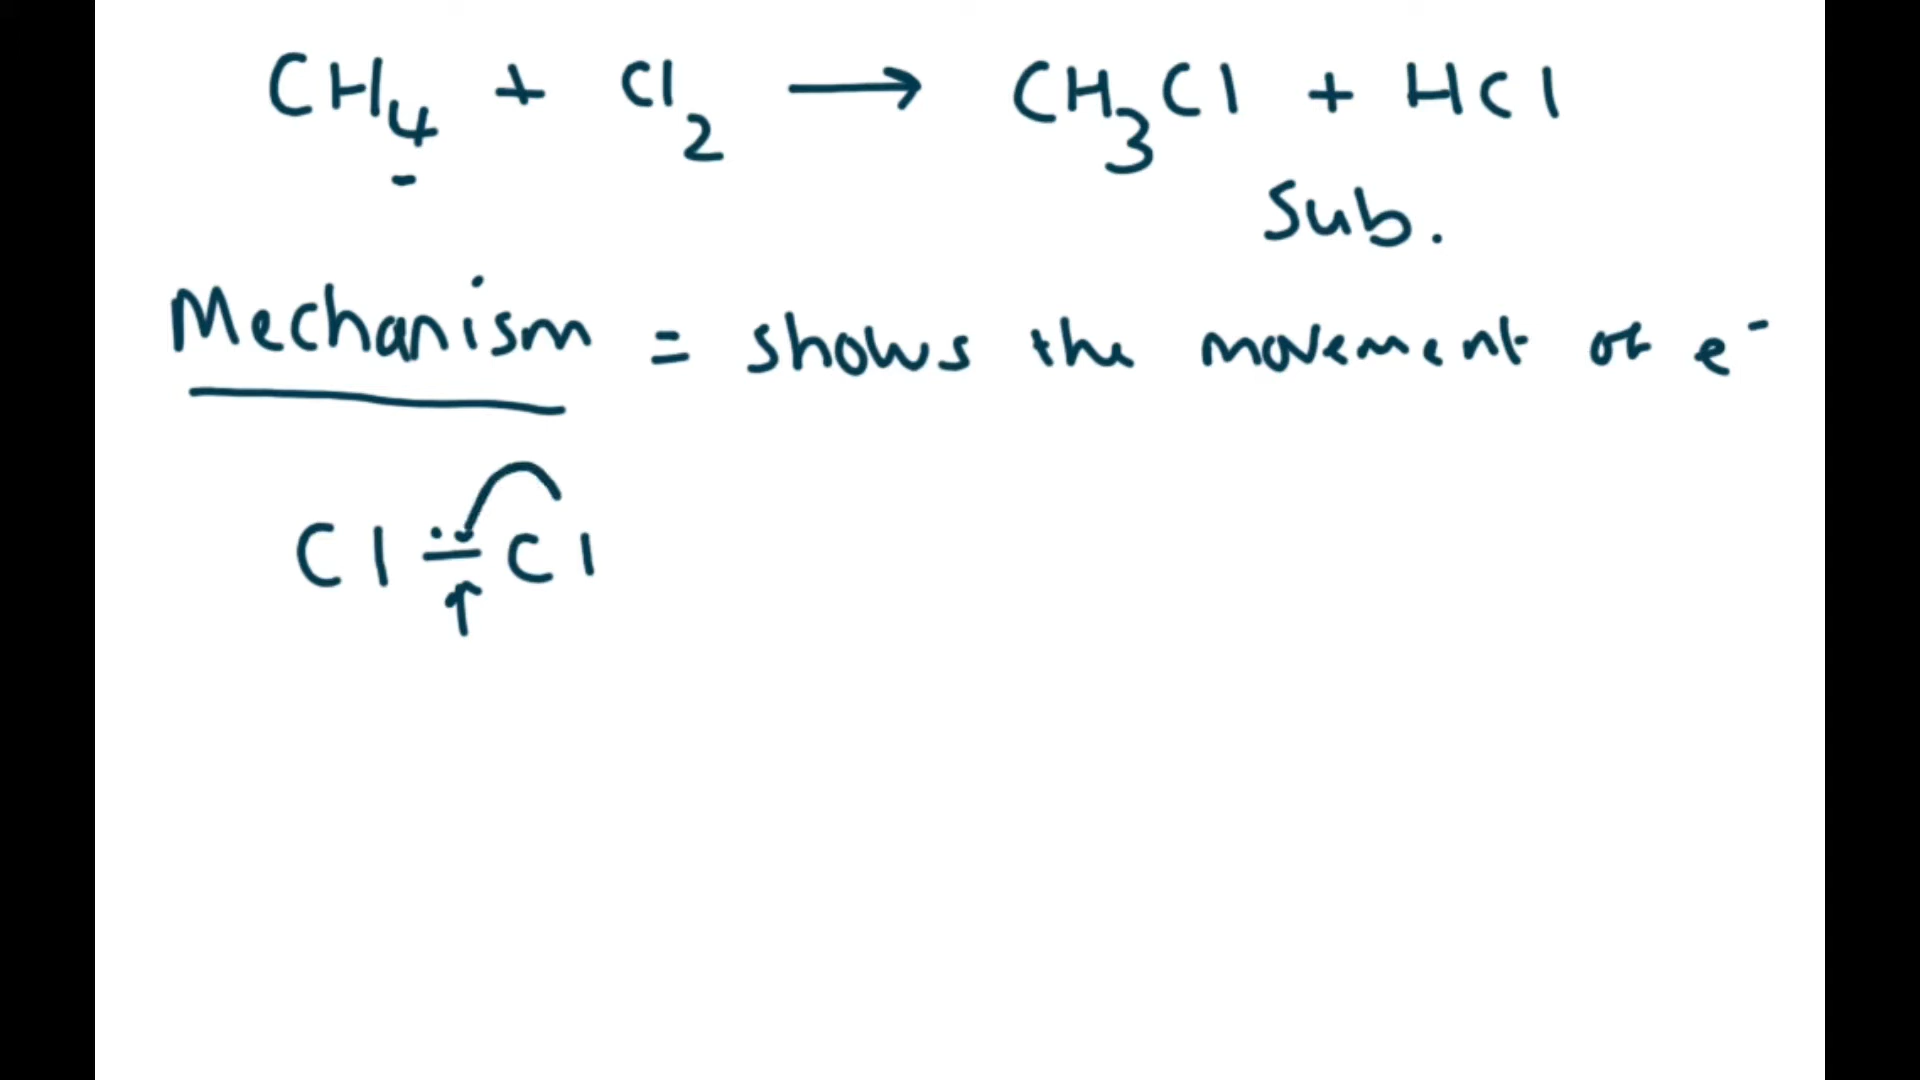 CH₄ + Cl₂ → CH₃Cl + HCl
Sub.
Mechanism = shows the movement of e⁻
Cl — Cl